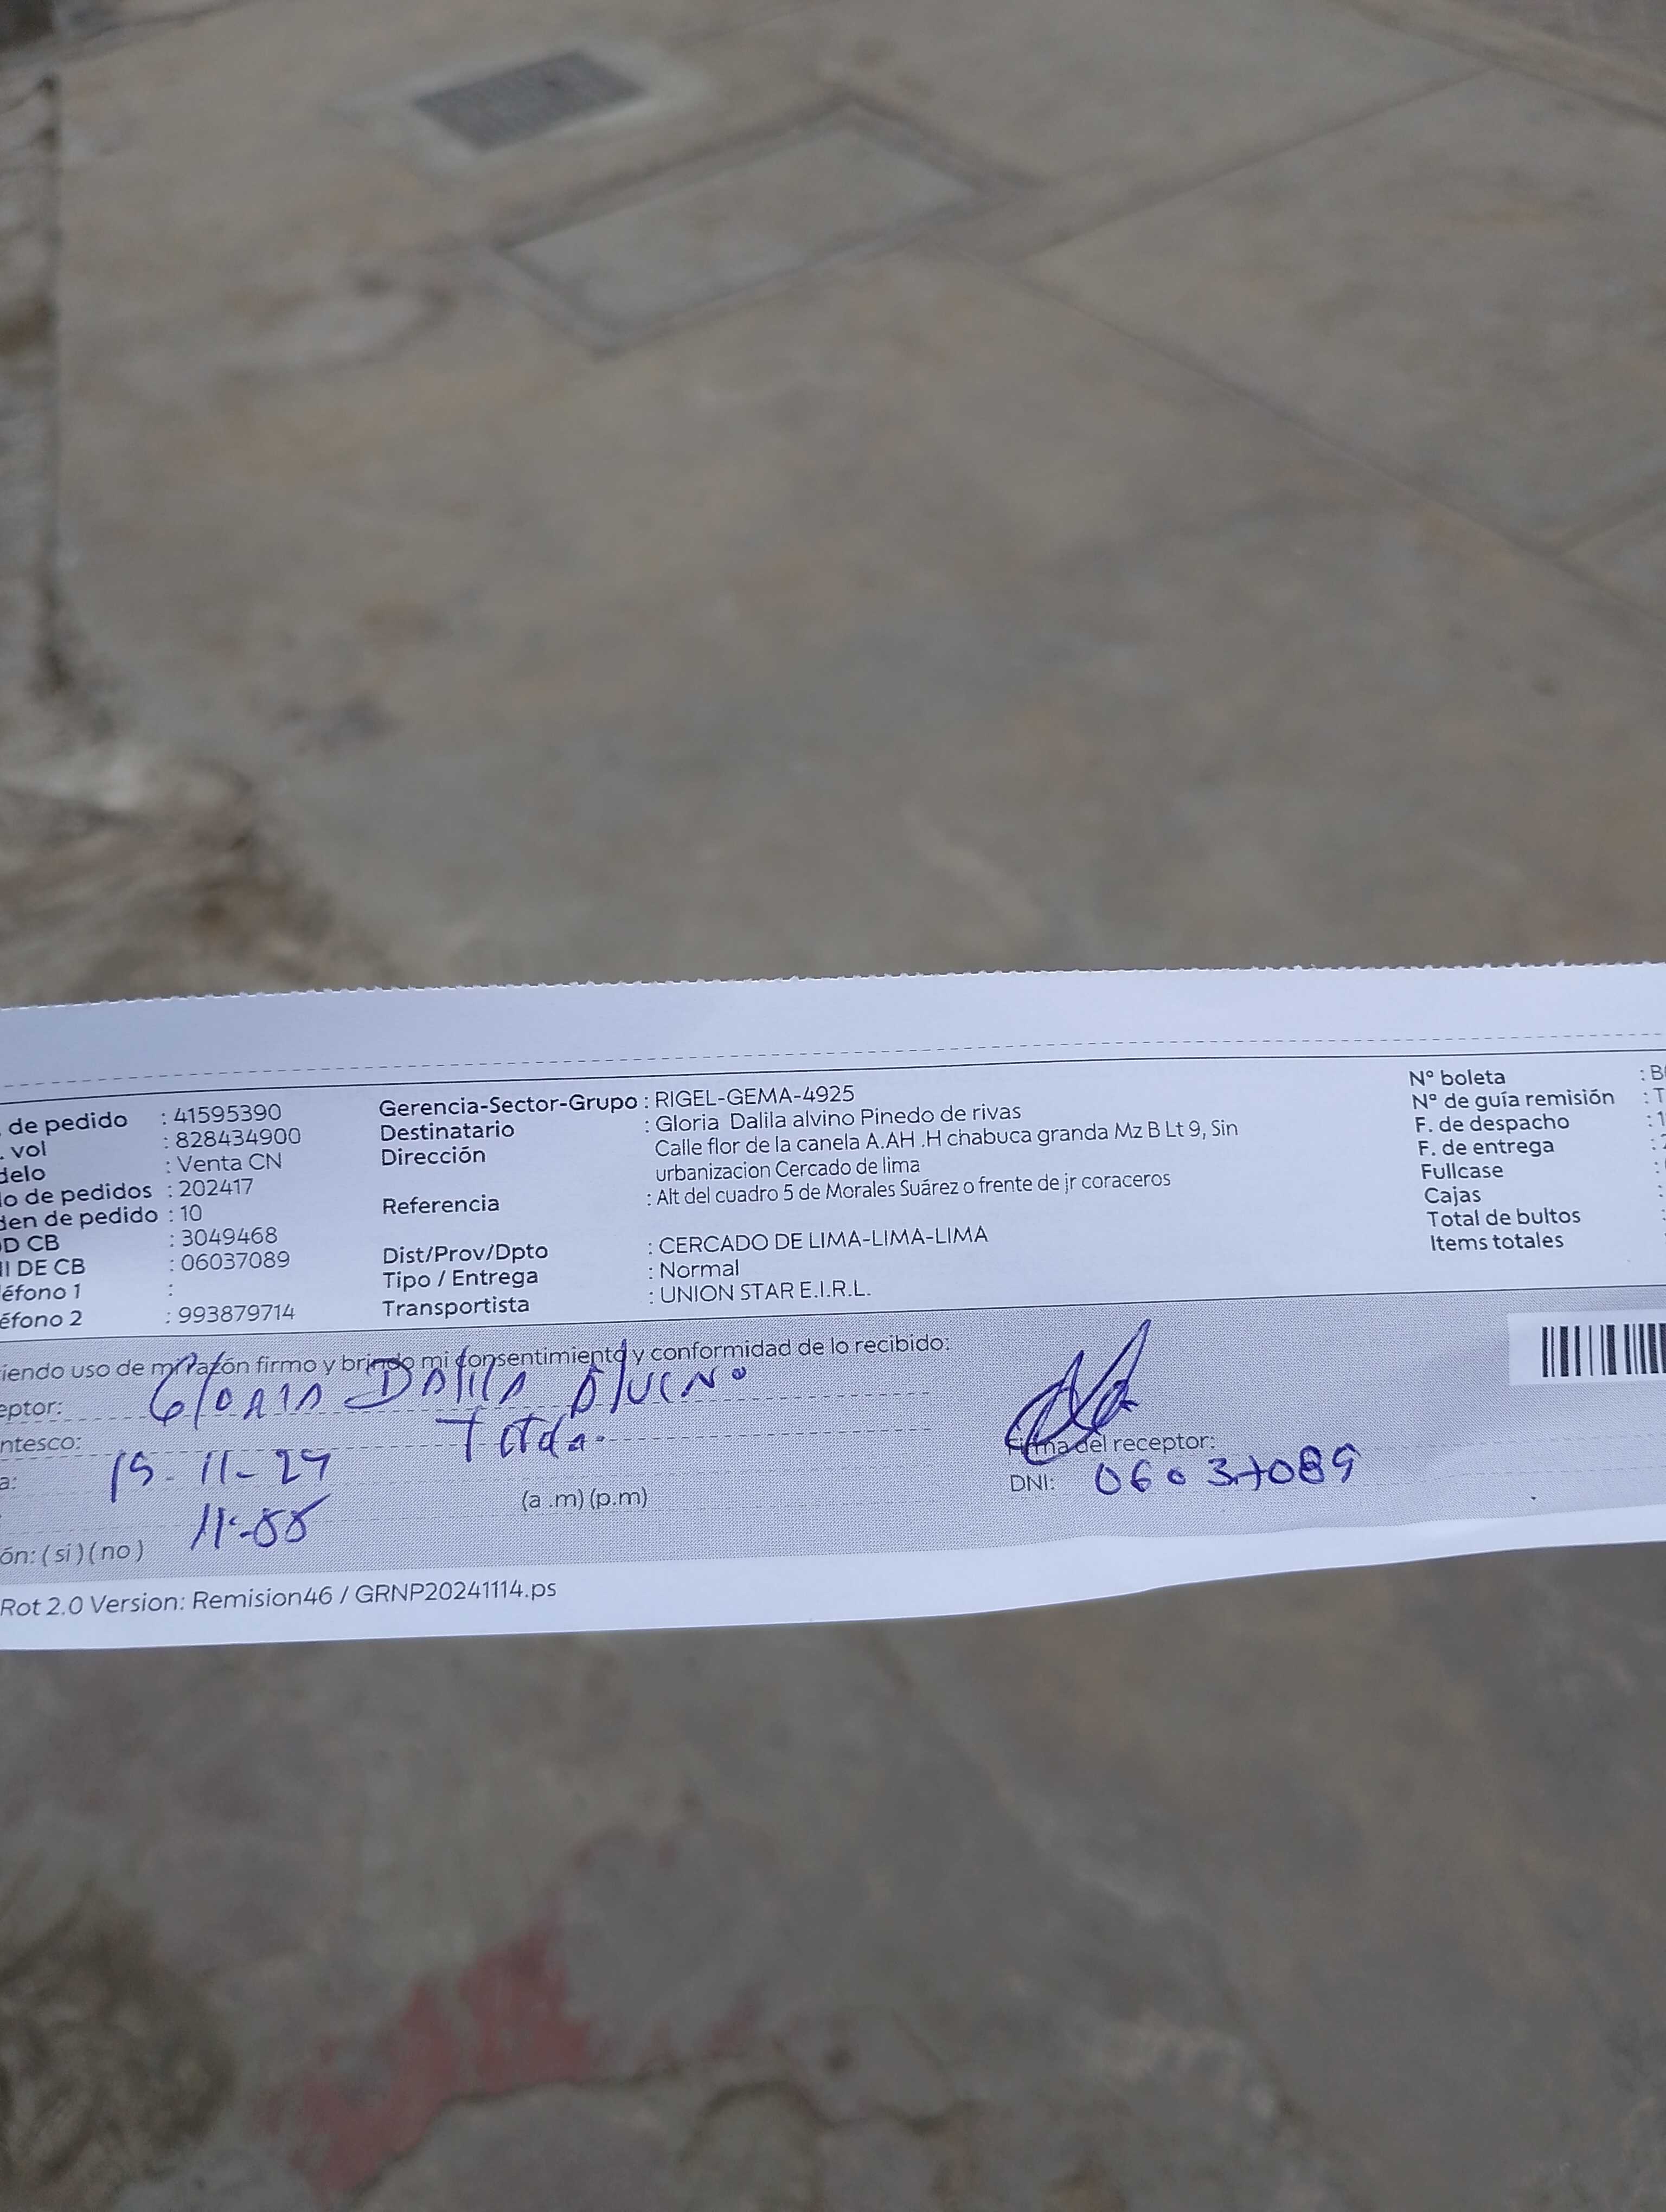 de pedido : 41595390
. vol : 828434900
delo : Venta CN
o de pedidos : 202417
den de pedido : 10
D CB : 3049468
I DE CB : 06037089
éfono 1 :
éfono 2 : 993879714
Gerencia-Sector-Grupo : RIGEL-GEMA-4925
Destinatario : Gloria Dalila alvino Pinedo de rivas
Dirección Calle flor de la canela A.AH .H chabuca granda Mz B Lt 9, Sin
urbanizacion Cercado de lima
Referencia : Alt del cuadro 5 de Morales Suárez o frente de jr coraceros
Dist/Prov/Dpto : CERCADO DE LIMA-LIMA-LIMA
Tipo / Entrega : Normal
Transportista : UNION STAR E.I.R.L.
N° boleta : B
N° de guía remisión : T
F. de despacho : 1
F. de entrega :
Fullcase :
Cajas :
Total de bultos :
Items totales :
iendo uso de mi razón firmo y brindo mi consentimiento y conformidad de lo recibido:
eptor: Gloria Dalila Alvino
ntesco: Titular
a: 15-11-24
11:55 (a .m) (p.m)
ón: ( si ) ( no )
Firma del receptor:
DNI: 06037089
Rot 2.0 Version: Remision46 / GRNP20241114.ps